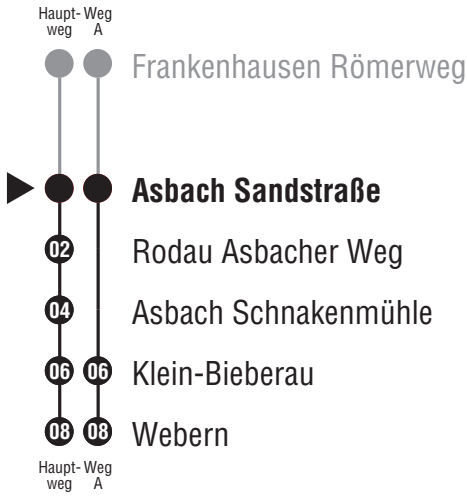 Haupt- Weg
weg A
Frankenhausen Römerweg
Asbach Sandstraße
02 Rodau Asbacher Weg
04 Asbach Schnakenmühle
06 06 Klein-Bieberau
08 08 Webern
Haupt- Weg
weg A